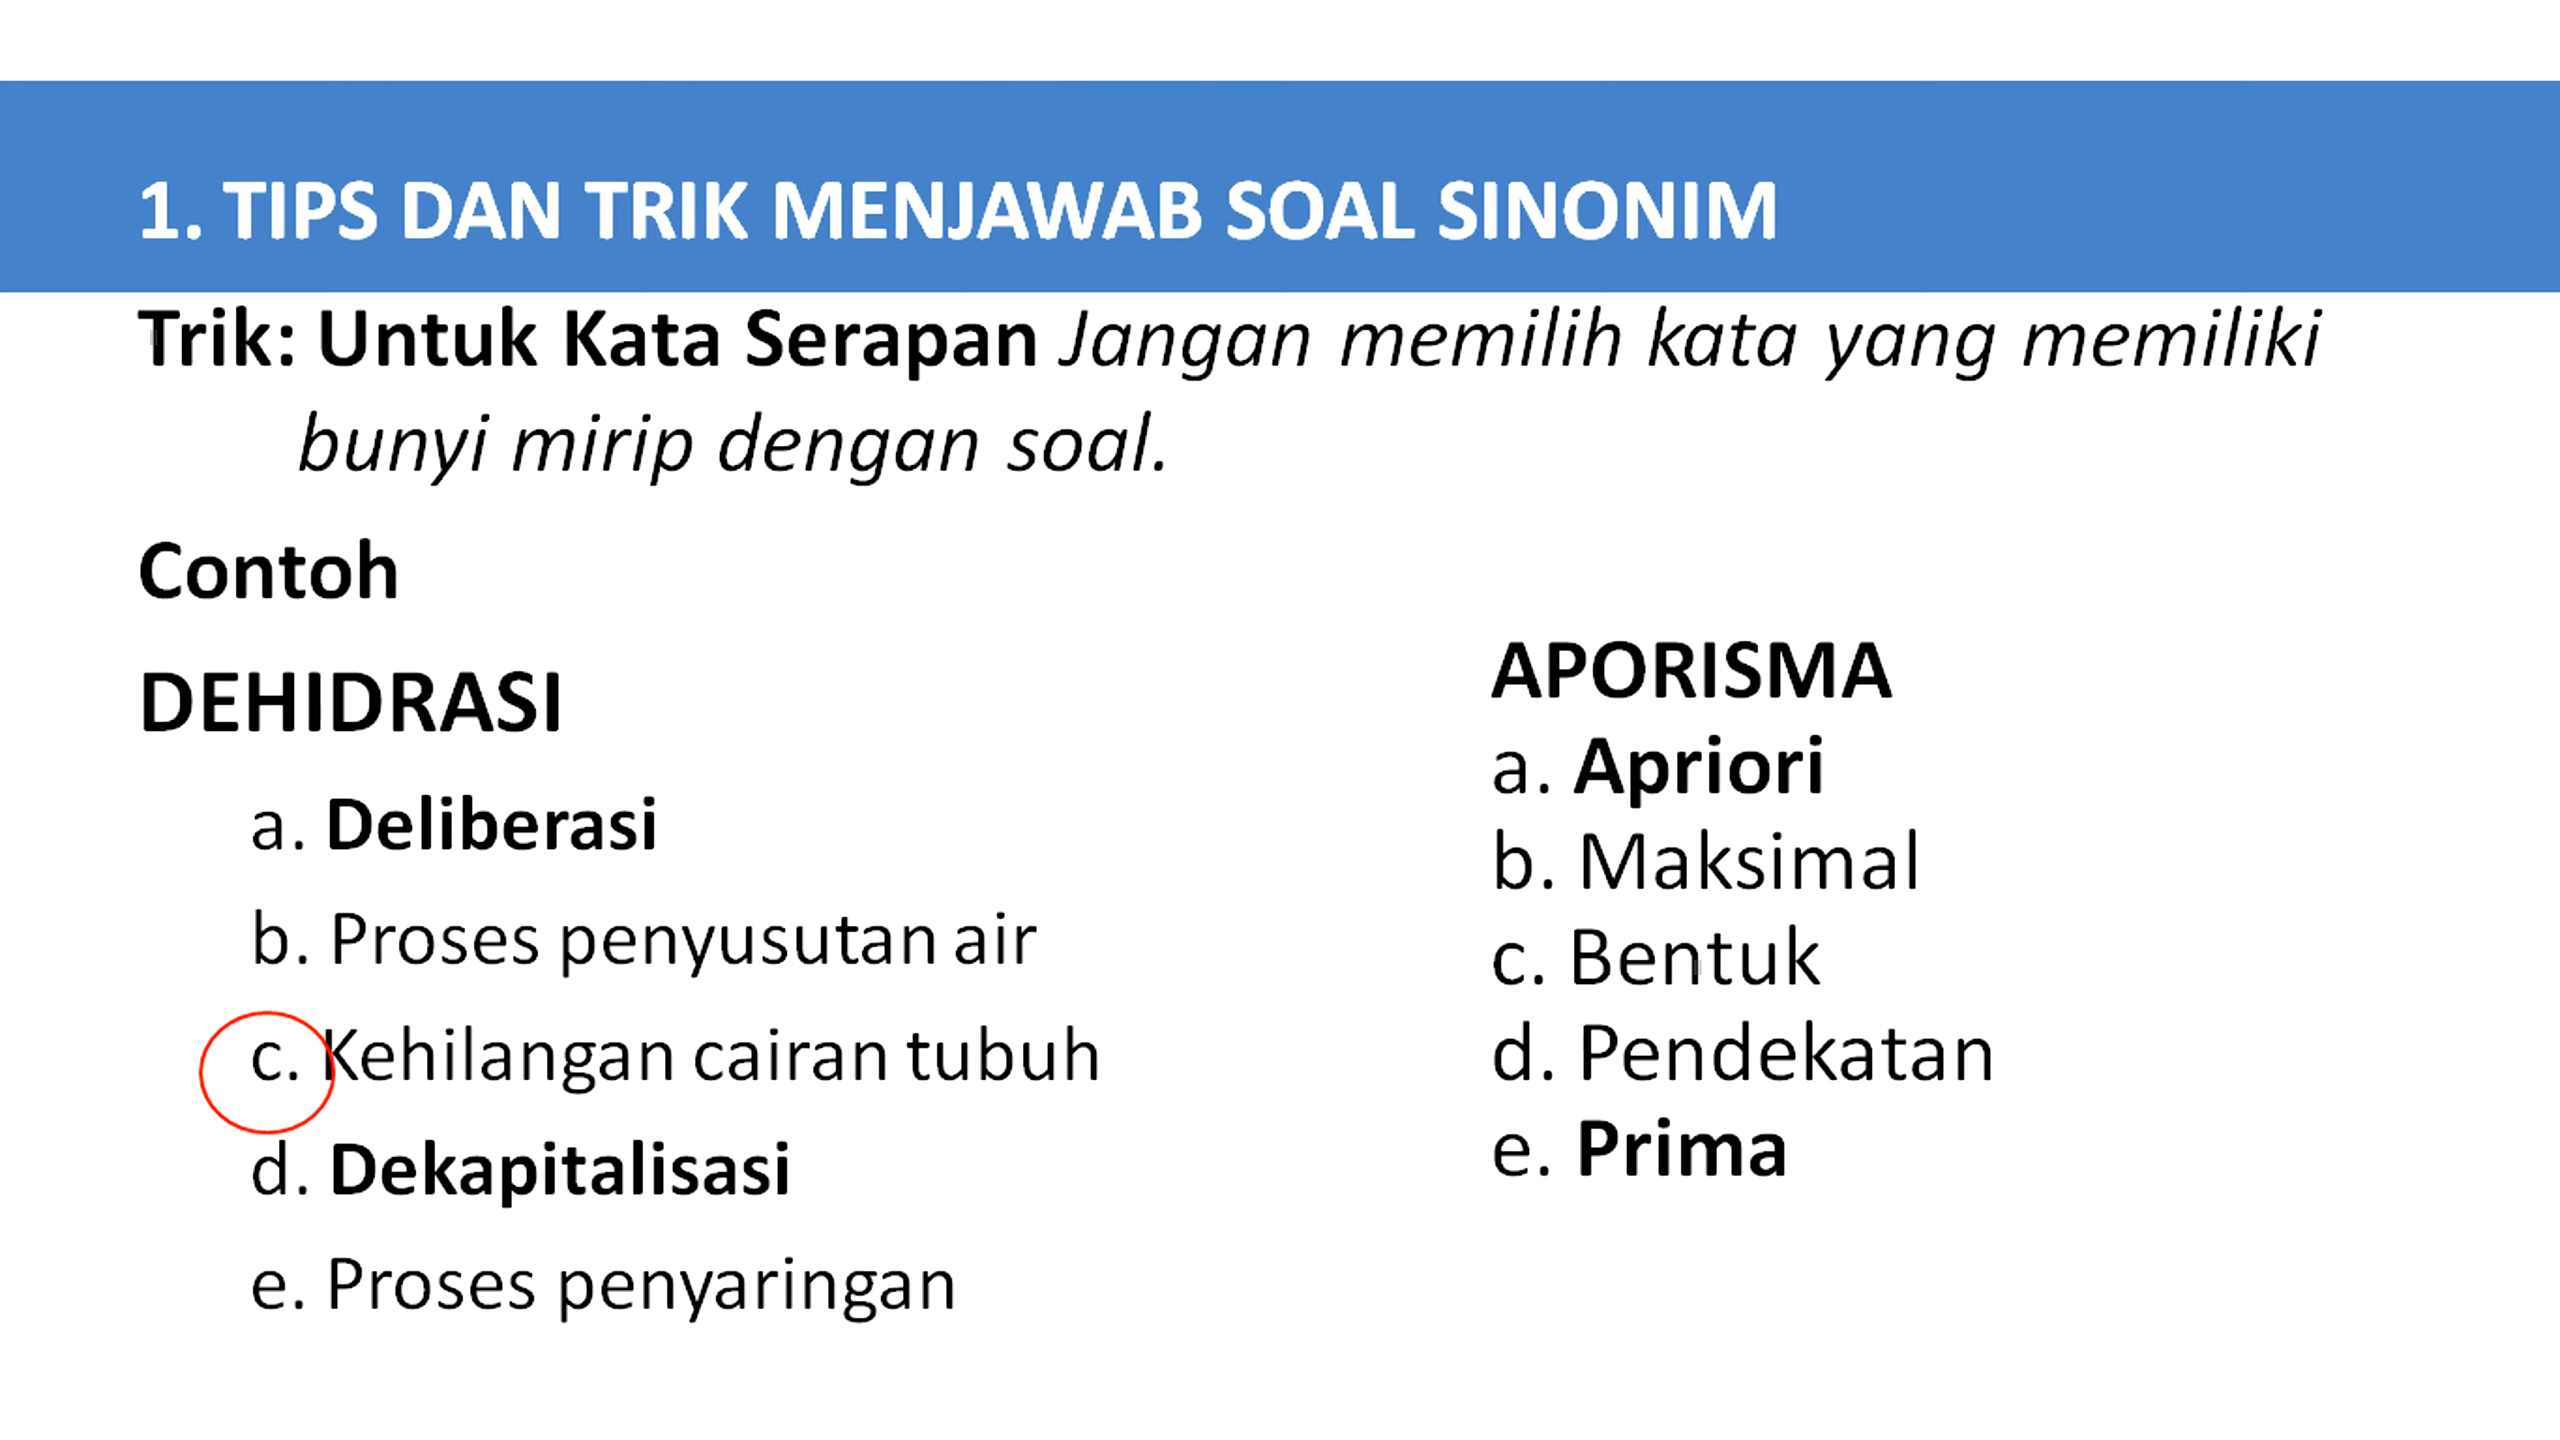 1. TIPS DAN TRIK MENJAWAB SOAL SINONIM
Trik: Untuk Kata Serapan Jangan memilih kata yang memiliki
bunyi mirip dengan soal.
Contoh
DEHIDRASI
a. Deliberasi
b. Proses penyusutan air
c. Kehilangan cairan tubuh
d. Dekapitalisasi
e. Proses penyaringan
APORISMA
a. Apriori
b. Maksimal
c. Bentuk
d. Pendekatan
e. Prima